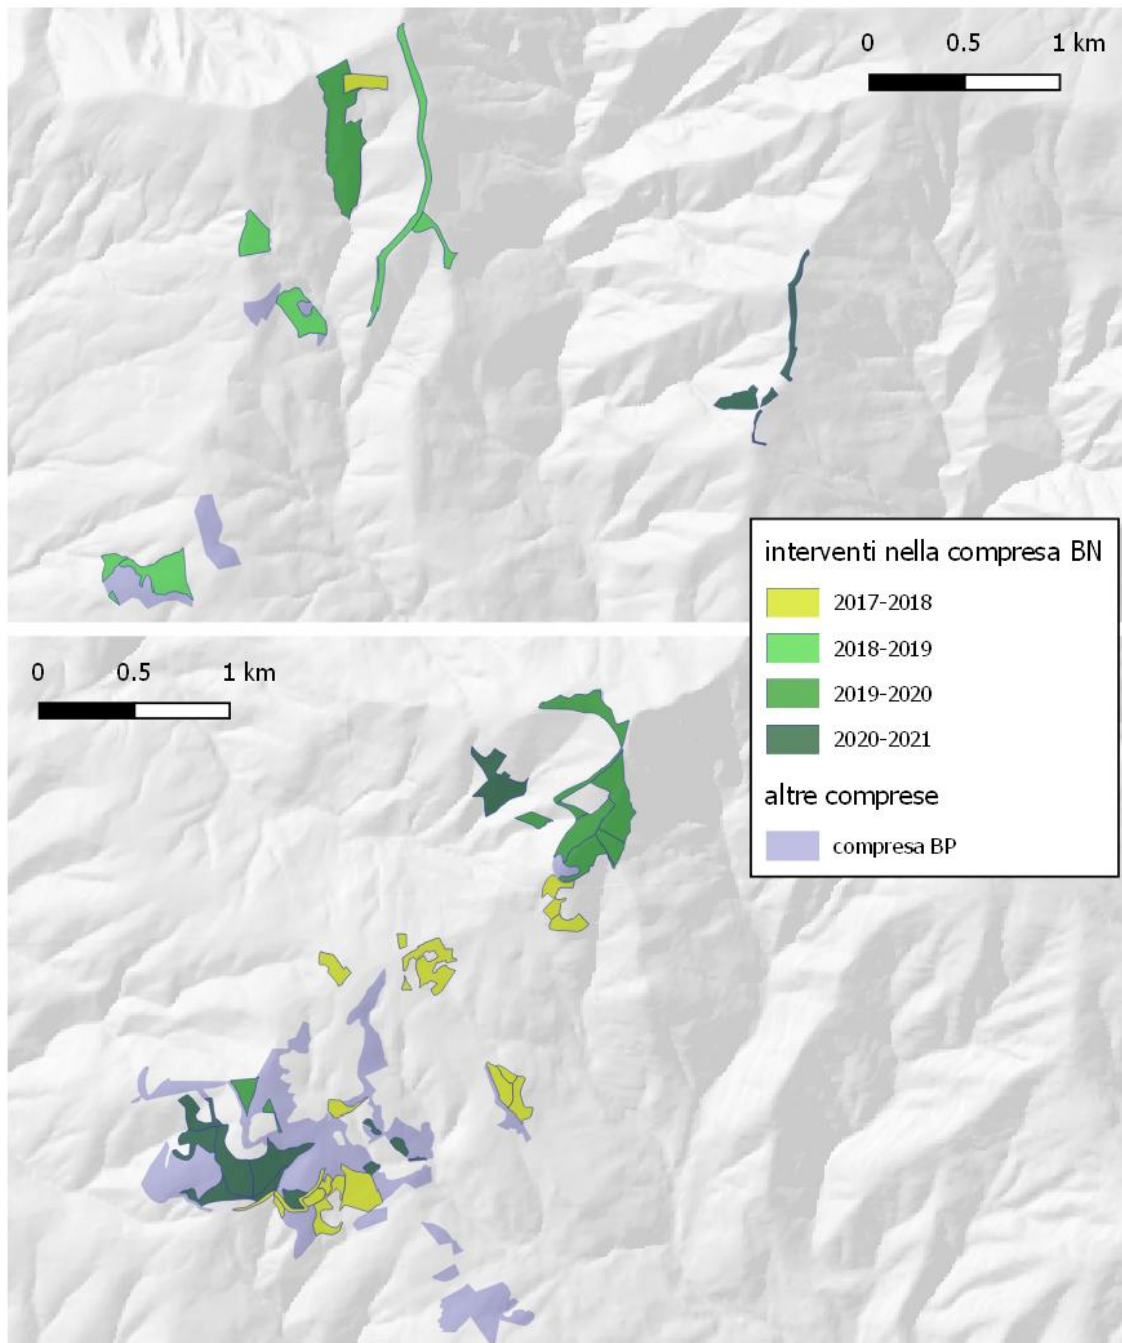 0 0.5 1 km
interventi nella compresa BN
2017-2018
2018-2019
2019-2020
2020-2021
altre comprese
compresa BP
0 0.5 1 km